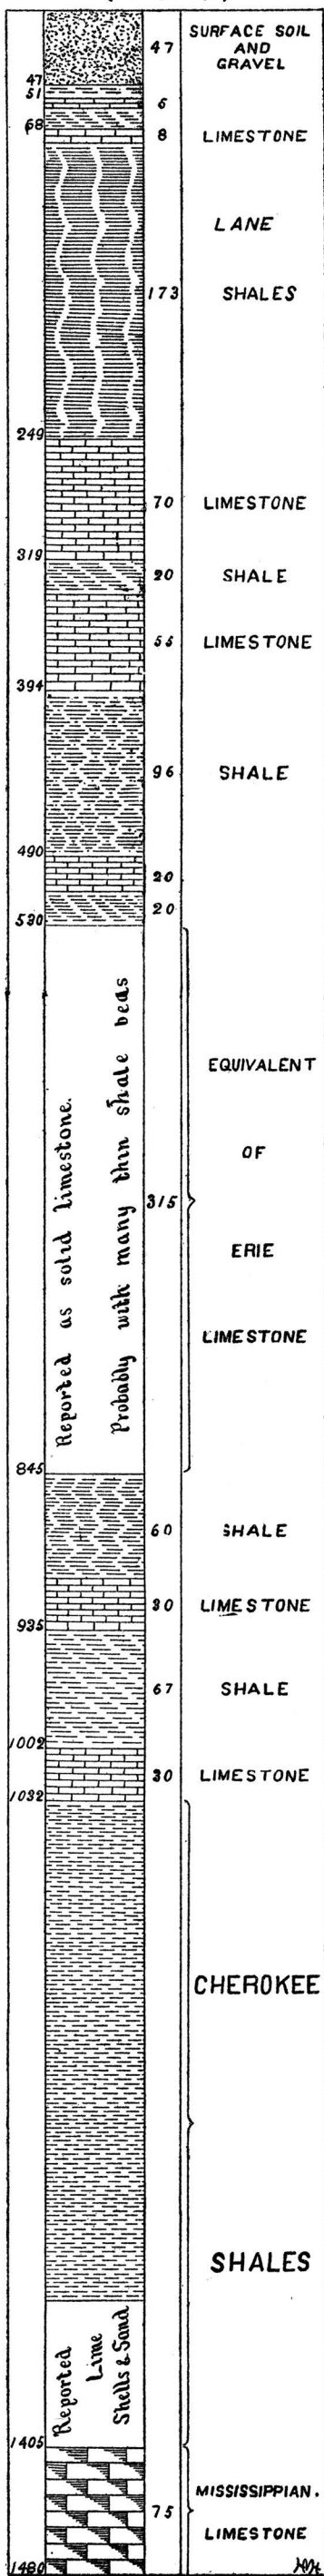 47 SURFACE SOIL
AND
GRAVEL
47
51
6
68
8 LIMESTONE
LANE
173 SHALES
249
70 LIMESTONE
319
20 SHALE
55 LIMESTONE
394
96 SHALE
490
20
20
530
Reported as solid limestone.
Probably with many thin shale beds
315
EQUIVALENT
OF
ERIE
LIMESTONE
845
60 SHALE
30 LIMESTONE
935
67 SHALE
1002
30 LIMESTONE
1032
CHEROKEE
SHALES
Reported
Lime
Shells & Sand
1405
MISSISSIPPIAN.
75
LIMESTONE
1480